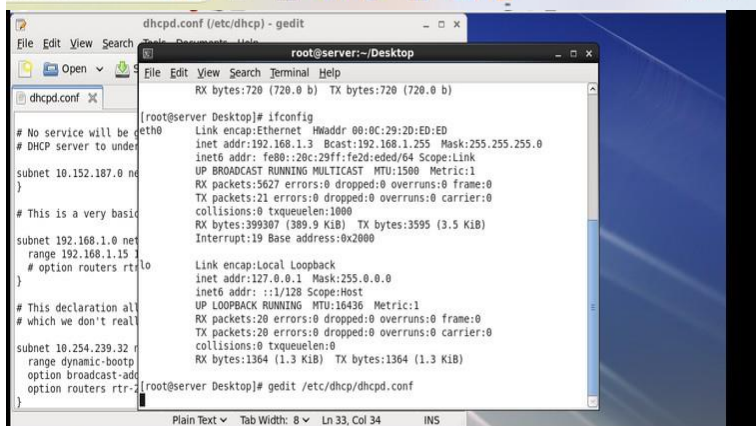 dhcpd.conf (/etc/dhcp) - gedit
File Edit View Search Tools Documents Help
Open
dhcpd.conf
# No service will be
# DHCP server to under
subnet 10.152.187.0
}
# This is a very basic
subnet 192.168.1.0
range 192.168.1.15
# option routers
}
# This declaration
# which we don't
subnet 10.254.239.32
range dynamic-bootp
option
option routers
}
Plain Text Tab Width: 8 Ln 33, Col 34 INS
root@server:~/Desktop
File Edit View Search Terminal Help
RX bytes:720 (720.0 b) TX bytes:720 (720.0 b)
[root@server Desktop]# ifconfig
eth0 Link encap:Ethernet HWaddr 00:0C:29:2D:ED:ED
inet addr:192.168.1.3 Bcast:192.168.1.255 Mask:255.255.255.0
inet6 addr: fe80::20c:29ff:fe2d:eded/64 Scope:Link
UP BROADCAST RUNNING MULTICAST MTU:1500 Metric:1
RX packets:5627 errors:0 dropped:0 overruns:0 frame:0
TX packets:21 errors:0 dropped:0 overruns:0 carrier:0
collisions:0 txqueuelen:1000
RX bytes:399307 (389.9 KiB) TX bytes:3595 (3.5 KiB)
Interrupt:19 Base address:0x2000
lo Link encap:Local Loopback
inet addr:127.0.0.1 Mask:255.0.0.0
inet6 addr: ::1/128 Scope:Host
UP LOOPBACK RUNNING MTU:16436 Metric:1
RX packets:20 errors:0 dropped:0 overruns:0 frame:0
TX packets:20 errors:0 dropped:0 overruns:0 carrier:0
collisions:0 txqueuelen:0
RX bytes:1364 (1.3 KiB) TX bytes:1364 (1.3 KiB)
[root@server Desktop]# gedit /etc/dhcp/dhcpd.conf